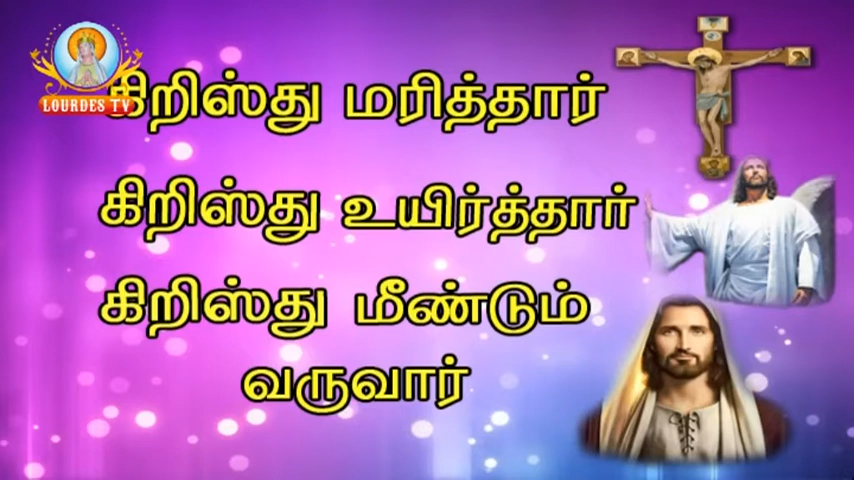 LOURDES TV
கிறிஸ்து மரித்தார்
கிறிஸ்து உயிர்த்தார்
கிறிஸ்து மீண்டும்
வருவார்